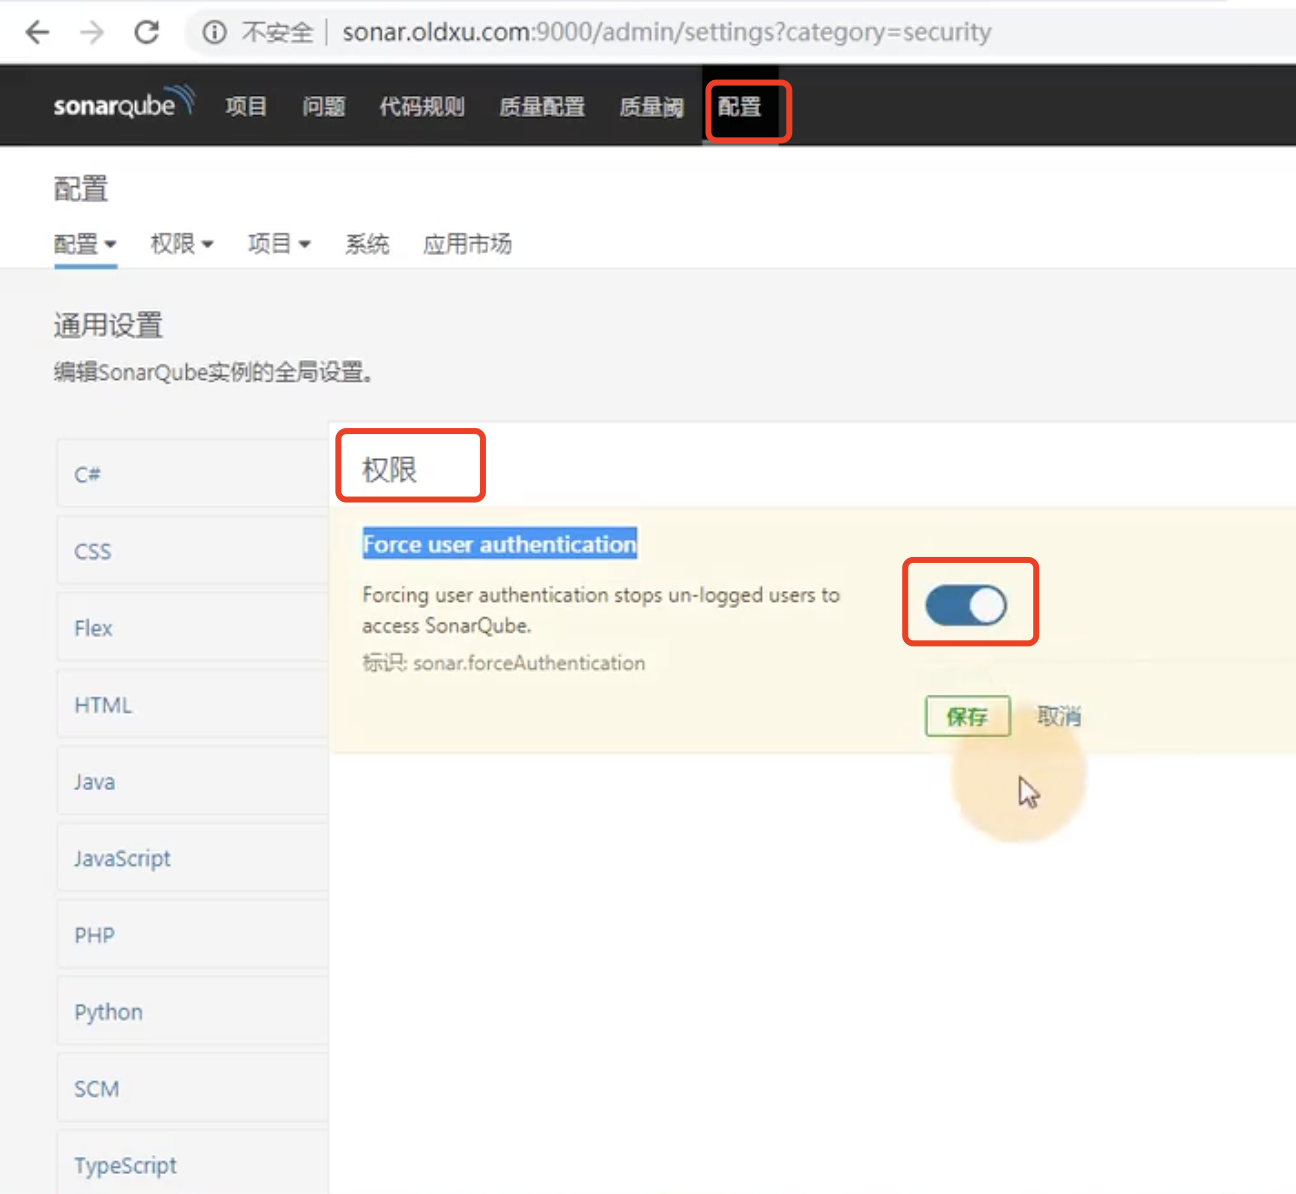 不安全 sonar.oldxu.com:9000/admin/settings?category=security
sonarqube 项目 问题 代码规则 质量配置 质量阈 配置
配置
配置 权限 项目 系统 应用市场
通用设置
编辑SonarQube实例的全局设置。
权限
C#
Force user authentication
CSS
Forcing user authentication stops un-logged users to
access SonarQube.
Flex
标识: sonar.forceAuthentication
HTML
保存 取消
Java
JavaScript
PHP
Python
SCM
TypeScript